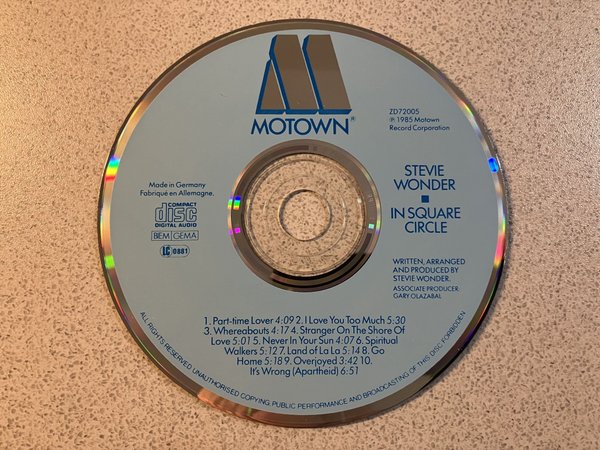 MOTOWN®
ZD72005
℗ 1985 Motown
Record Corporation
Made in Germany
Fabriqué en Allemagne.
COMPACT
disc
DIGITAL AUDIO
BIEM|GEMA
LC 0881
STEVIE
WONDER
IN SQUARE
CIRCLE
WRITTEN, ARRANGED
AND PRODUCED BY
STEVIE WONDER.
ASSOCIATE PRODUCER:
GARY OLAZABAL
1. Part-time Lover 4:09 2. I Love You Too Much 5:30
3. Whereabouts 4:17 4. Stranger On The Shore Of
Love 5:01 5. Never In Your Sun 4:07 6. Spiritual
Walkers 5:12 7. Land of La La 5:14 8. Go
Home 5:18 9. Overjoyed 3:42 10.
It's Wrong (Apartheid) 6:51
ALL RIGHTS RESERVED UNAUTHORISED COPYING, PUBLIC PERFORMANCE AND BROADCASTING OF THIS DISC FORBIDDEN